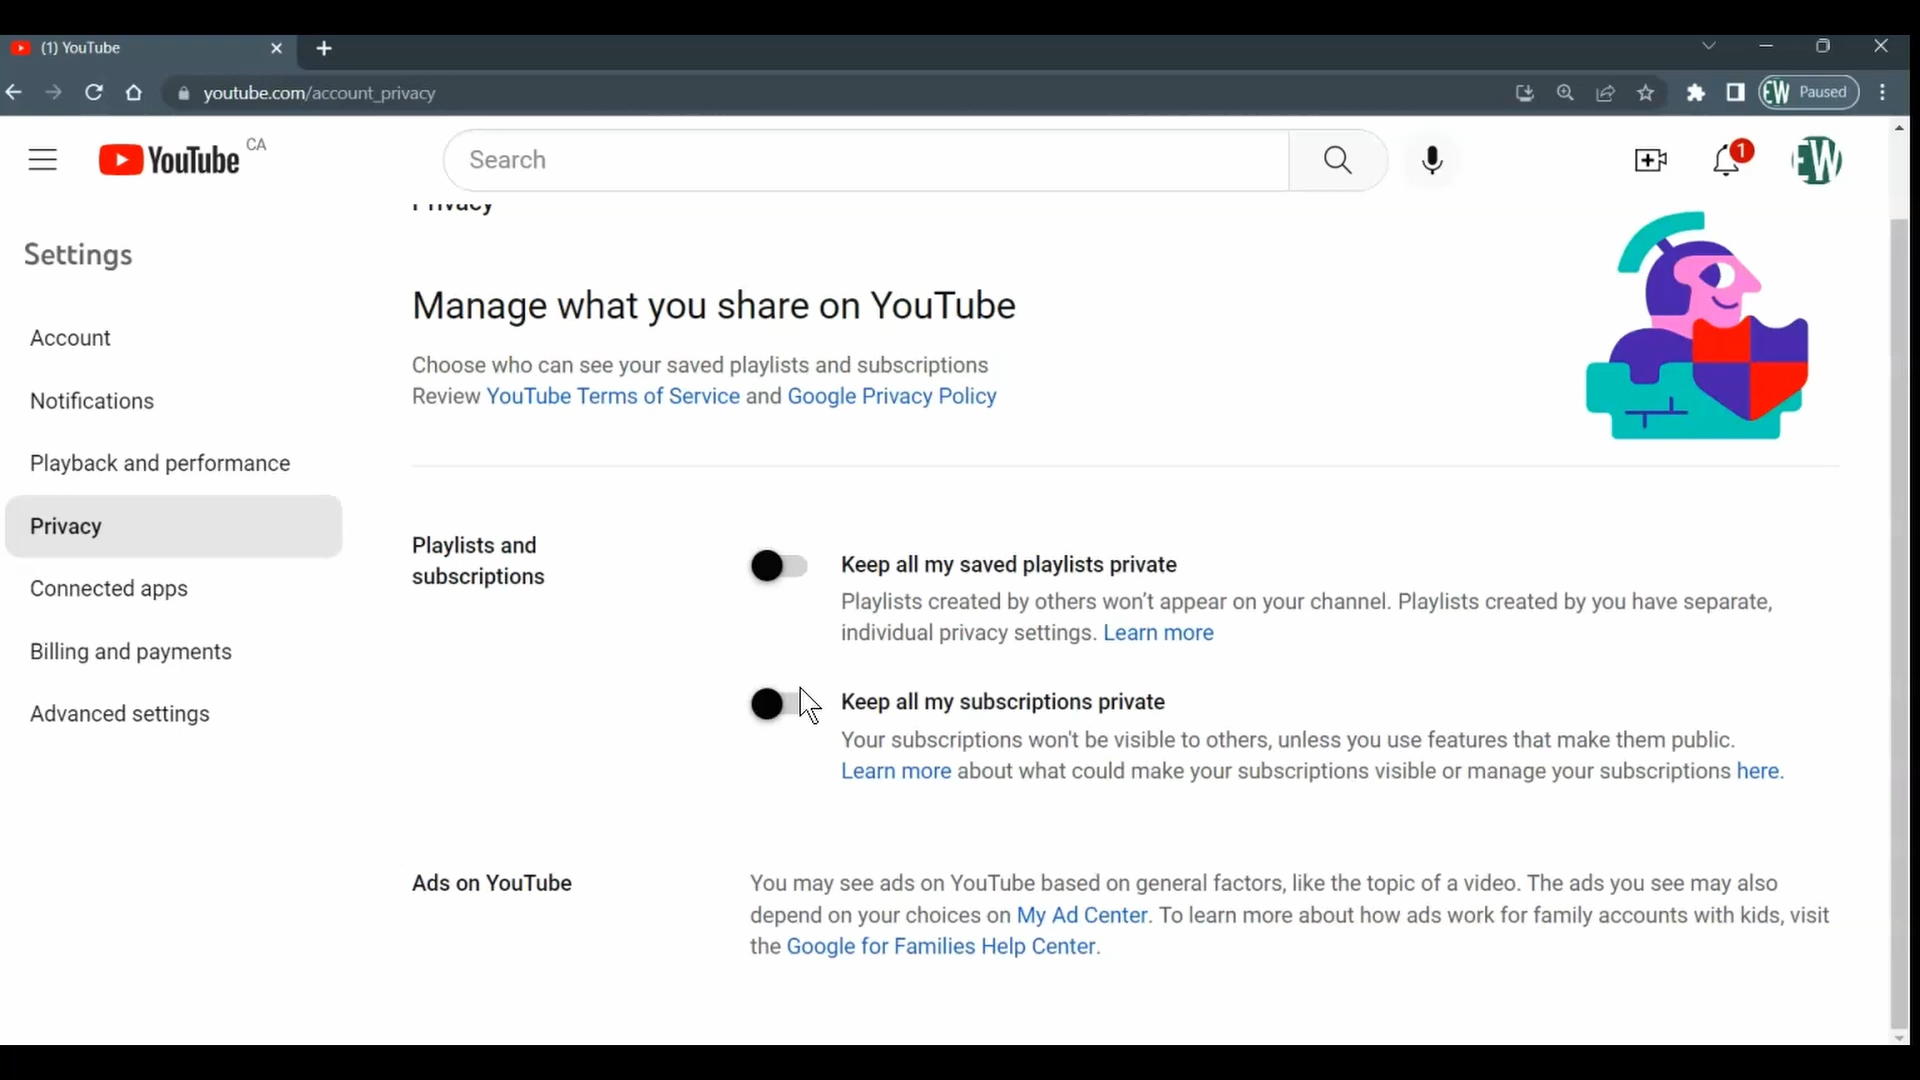 (1) YouTube
youtube.com/account_privacy
EW Paused
YouTube CA
Search
1
EW
Privacy
Settings
Account
Notifications
Playback and performance
Privacy
Connected apps
Billing and payments
Advanced settings
Manage what you share on YouTube
Choose who can see your saved playlists and subscriptions
Review YouTube Terms of Service and Google Privacy Policy
Playlists and
subscriptions
Keep all my saved playlists private
Playlists created by others won't appear on your channel. Playlists created by you have separate,
individual privacy settings. Learn more
Keep all my subscriptions private
Your subscriptions won't be visible to others, unless you use features that make them public.
Learn more about what could make your subscriptions visible or manage your subscriptions here.
Ads on YouTube
You may see ads on YouTube based on general factors, like the topic of a video. The ads you see may also
depend on your choices on My Ad Center. To learn more about how ads work for family accounts with kids, visit
the Google for Families Help Center.